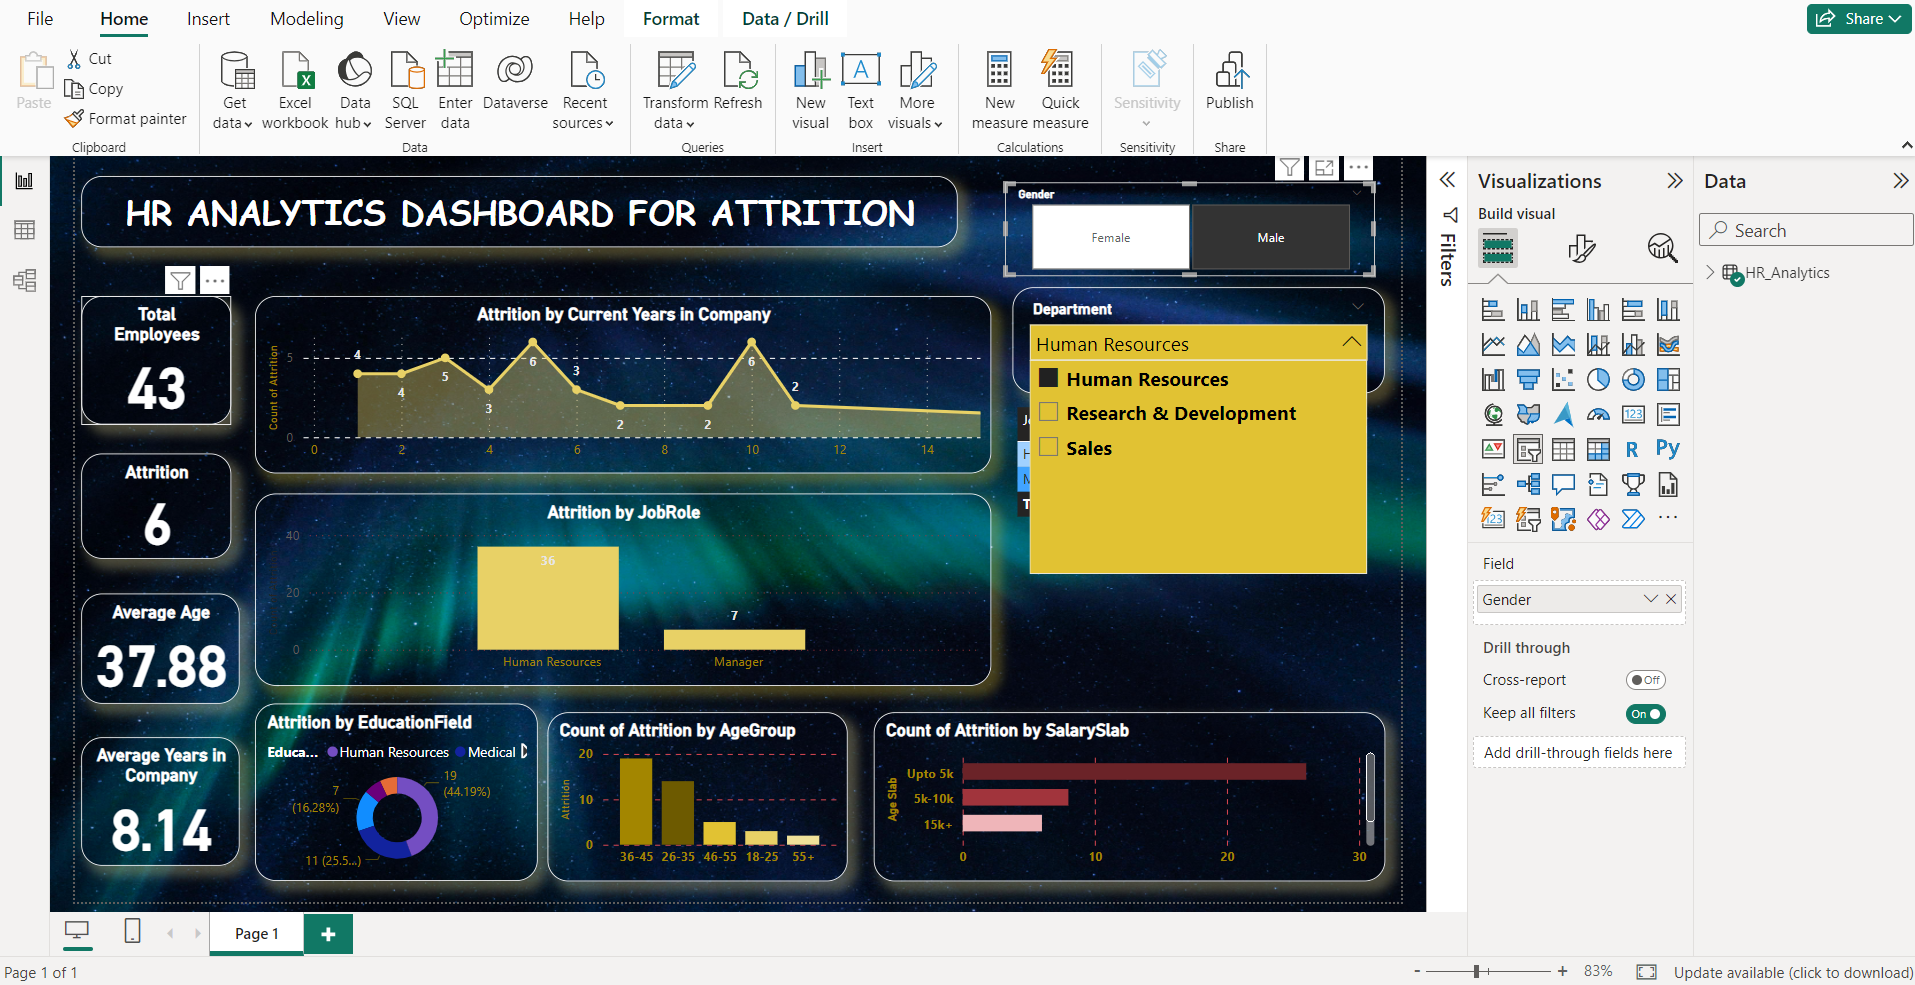 File Home Insert Modeling View Optimize Help Format Data / Drill Share
Paste
Cut
Copy
Format painter
Clipboard
Get data
Excel workbook
Data hub
SQL Server
Enter data
Dataverse
Recent sources
Data
Transform data
Refresh
Queries
New visual
Text box
More visuals
Insert
New measure
Quick measure
Calculations
Sensitivity
Sensitivity
Publish
Share
HR ANALYTICS DASHBOARD FOR ATTRITION
Gender
Female Male
Total
Employees
43
Attrition
6
Average Age
37.88
Average Years in
Company
8.14
Attrition by Current Years in Company
Count of Attrition
5
0
4 4 5 3 6 3 2 2 6 2
0 2 4 6 8 10 12 14
Department
Human Resources
Human Resources
Research & Development
Sales
Attrition by JobRole
40
20
0
36
7
Human Resources Manager
Attrition by EducationField
Educa... Human Resources Medical
19
(44.19%)
7
(16.28%)
11 (25.5...)
Count of Attrition by AgeGroup
Attrition
20
10
0
36-45 26-35 46-55 18-25 55+
Count of Attrition by SalarySlab
Age Slab
Upto 5k
5k-10k
15k+
0 10 20 30
Filters
Visualizations
Build visual
123
R Py
123
Field
Gender
Drill through
Cross-report Off
Keep all filters On
Add drill-through fields here
Data
Search
HR_Analytics
Page 1
Page 1 of 1
- + 83% Update available (click to download)